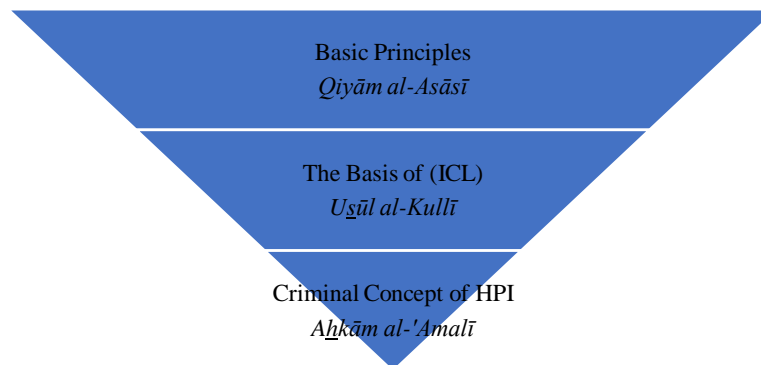 Basic Principles
Qiyām al-Asāsī
The Basis of (ICL)
Us̲ūl al-Kullī
Criminal Concept of HPI
Ah̲kām al-'Amalī